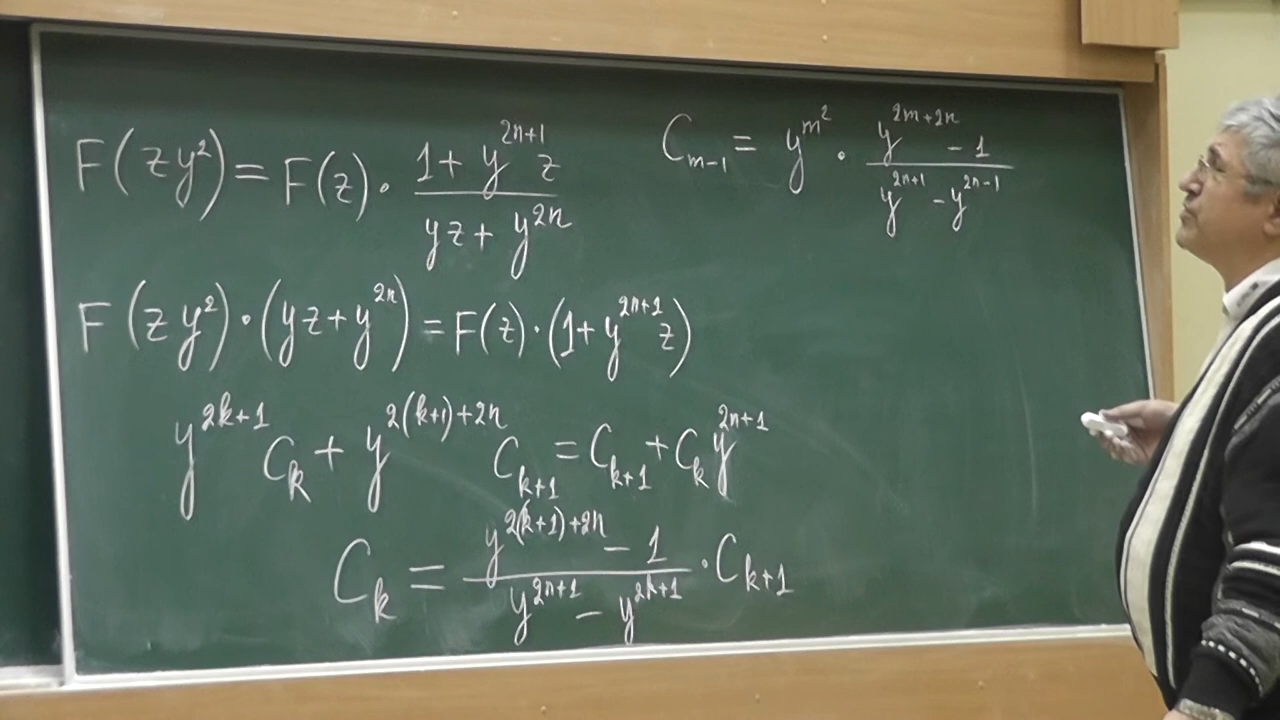 F(zy²) = F(z) · (1 + y^{2n+1} z) / (yz + y^{2n})
C_{m-1} = y^{m²} · (y^{2m+2n} - 1) / (y^{2n+1} - y^{2n-1})
F(zy²) · (yz + y^{2n}) = F(z) · (1 + y^{2n+1} z)
y^{2k+1} C_k + y^{2(k+1)+2n} C_{k+1} = C_{k+1} + C_k y^{2n+1}
C_k = (y^{2(k+1)+2n} - 1) / (y^{2n+1} - y^{2k+1}) · C_{k+1}